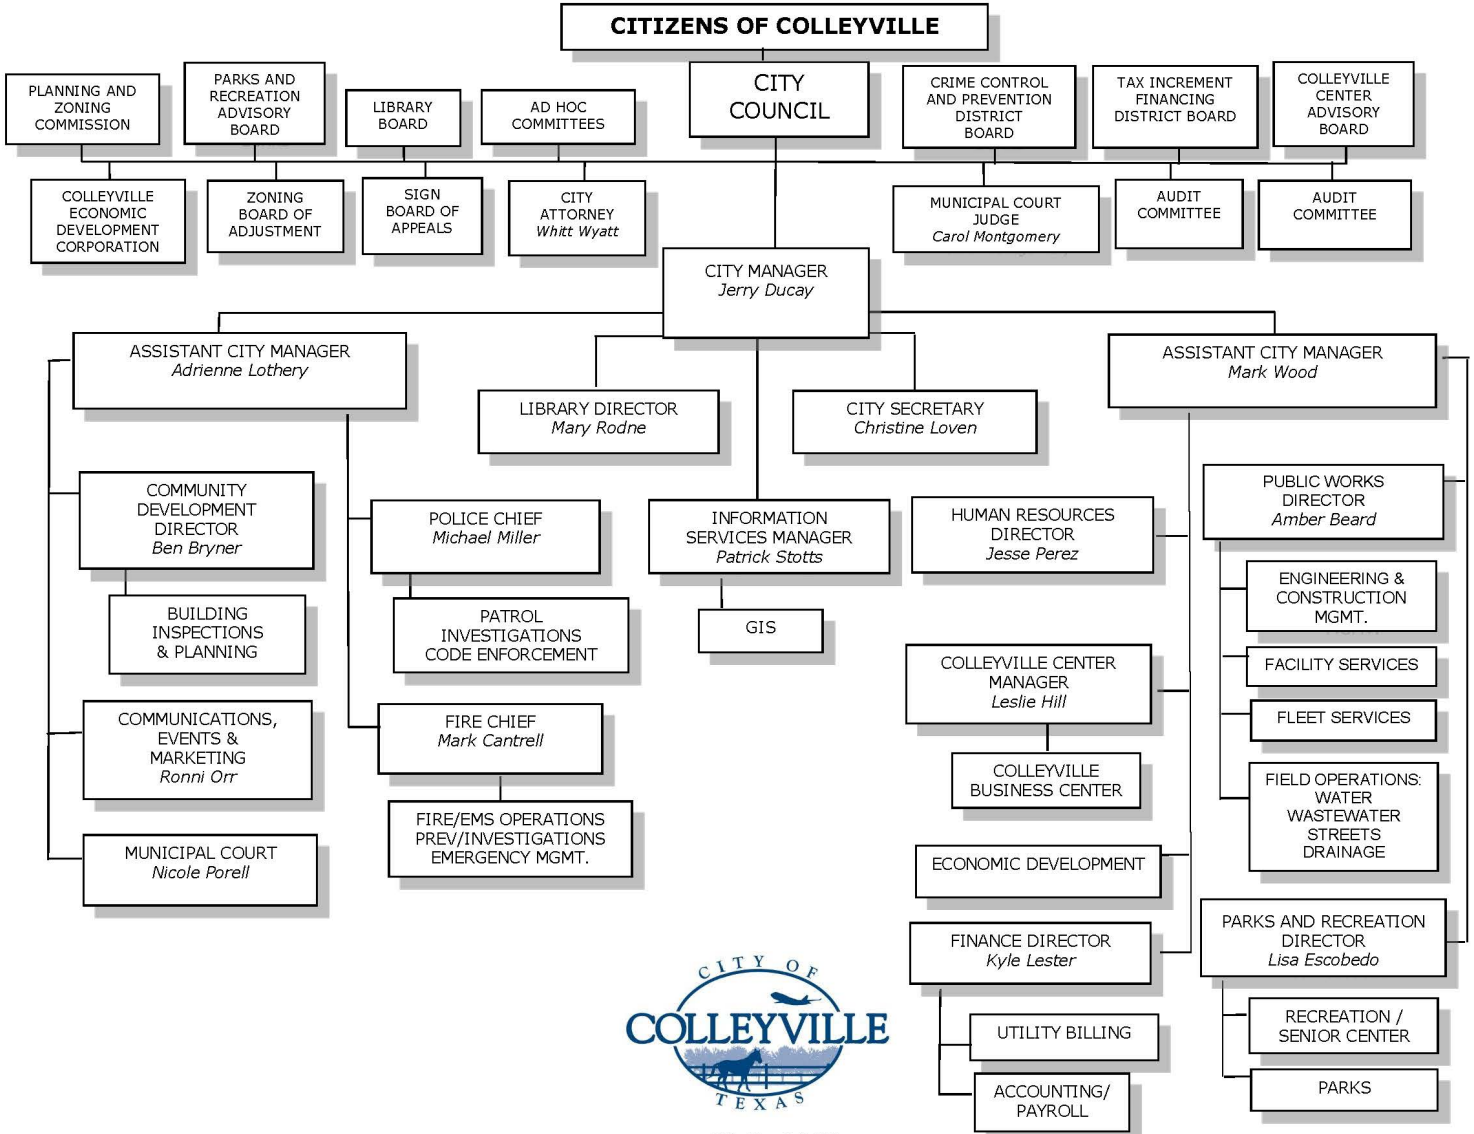 CITIZENS OF COLLEYVILLE
CITY
COUNCIL
PLANNING AND
ZONING
COMMISSION
PARKS AND
RECREATION
ADVISORY
BOARD
LIBRARY
BOARD
AD HOC
COMMITTEES
CRIME CONTROL
AND PREVENTION
DISTRICT
BOARD
TAX INCREMENT
FINANCING
DISTRICT BOARD
COLLEYVILLE
CENTER
ADVISORY
BOARD
COLLEYVILLE
ECONOMIC
DEVELOPMENT
CORPORATION
ZONING
BOARD OF
ADJUSTMENT
SIGN
BOARD OF
APPEALS
CITY
ATTORNEY
Whitt Wyatt
MUNICIPAL COURT
JUDGE
Carol Montgomery
AUDIT
COMMITTEE
AUDIT
COMMITTEE
CITY MANAGER
Jerry Ducay
ASSISTANT CITY MANAGER
Adrienne Lothery
LIBRARY DIRECTOR
Mary Rodne
CITY SECRETARY
Christine Loven
ASSISTANT CITY MANAGER
Mark Wood
COMMUNITY
DEVELOPMENT
DIRECTOR
Ben Bryner
BUILDING
INSPECTIONS
& PLANNING
COMMUNICATIONS,
EVENTS &
MARKETING
Ronni Orr
MUNICIPAL COURT
Nicole Porell
POLICE CHIEF
Michael Miller
PATROL
INVESTIGATIONS
CODE ENFORCEMENT
FIRE CHIEF
Mark Cantrell
FIRE/EMS OPERATIONS
PREV/INVESTIGATIONS
EMERGENCY MGMT.
INFORMATION
SERVICES MANAGER
Patrick Stotts
GIS
HUMAN RESOURCES
DIRECTOR
Jesse Perez
COLLEYVILLE CENTER
MANAGER
Leslie Hill
COLLEYVILLE
BUSINESS CENTER
ECONOMIC DEVELOPMENT
FINANCE DIRECTOR
Kyle Lester
UTILITY BILLING
ACCOUNTING/
PAYROLL
PUBLIC WORKS
DIRECTOR
Amber Beard
ENGINEERING &
CONSTRUCTION
MGMT.
FACILITY SERVICES
FLEET SERVICES
FIELD OPERATIONS:
WATER
WASTEWATER
STREETS
DRAINAGE
PARKS AND RECREATION
DIRECTOR
Lisa Escobedo
RECREATION /
SENIOR CENTER
PARKS
CITY OF
COLLEYVILLE
TEXAS